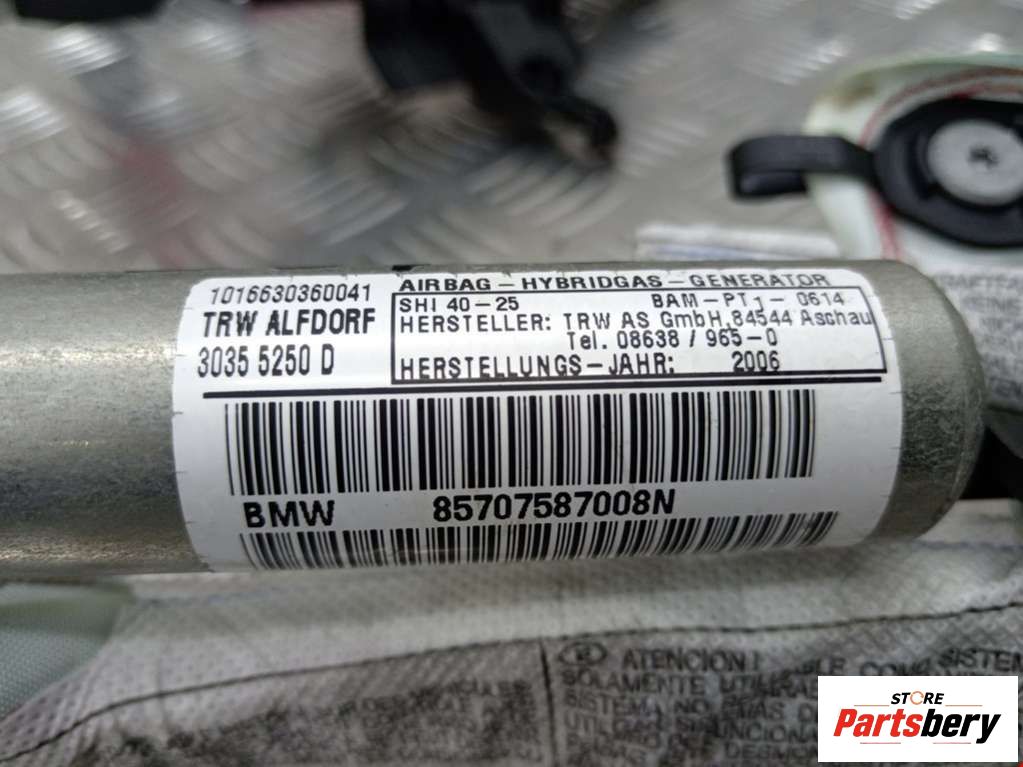 1016630360041
TRW ALFDORF
3035 5250 D
AIRBAG - HYBRIDGAS - GENERATOR
SHI 40-25 BAM-PT1-0614
HERSTELLER: TRW AS GmbH, 84544 Aschau
Tel. 08638 / 965-0
HERSTELLUNGS-JAHR: 2006
BMW 85707587008N
ATENCION!
SOLAMENTE
STORE
Partsbery